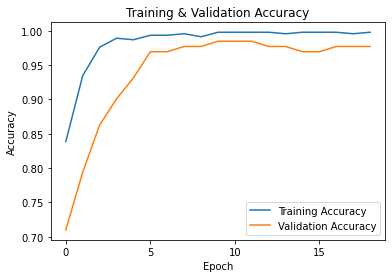 Training & Validation Accuracy
1.00
0.95
0.90
0.85
0.80
0.75
0.70
Accuracy
0 5 10 15
Epoch
Training Accuracy
Validation Accuracy